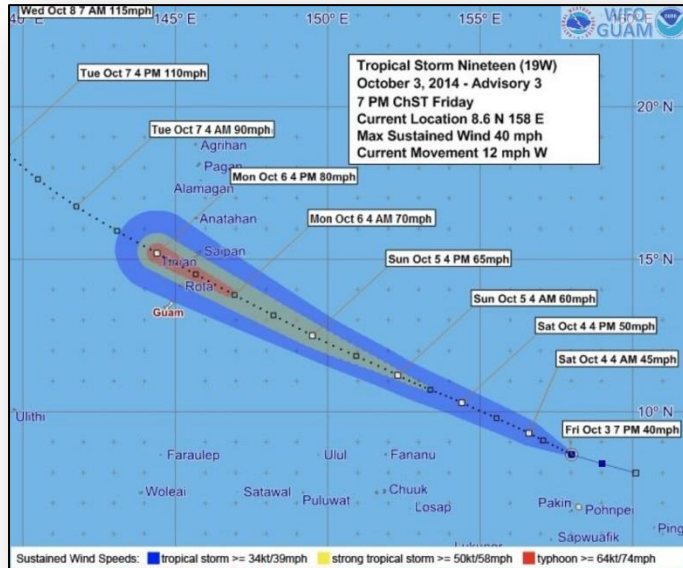 Wed Oct 8 7 AM 115mph
WFO
GUAM
140° E
145° E
150° E
155° E
160° E
Tue Oct 7 4 PM 110mph
Tropical Storm Nineteen (19W)
October 3, 2014 - Advisory 3
7 PM ChST Friday
Current Location 8.6 N 158 E
Max Sustained Wind 40 mph
Current Movement 12 mph W
20° N
Tue Oct 7 4 AM 90mph
Agrihan
Pagan
Mon Oct 6 4 PM 80mph
Alamagan
Mon Oct 6 4 AM 70mph
Anatahan
Saipan
Sun Oct 5 4 PM 65mph
15° N
Tinian
Rota
Sun Oct 5 4 AM 60mph
Guam
Sat Oct 4 4 PM 50mph
Sat Oct 4 4 AM 45mph
10° N
Ulithi
Fri Oct 3 7 PM 40mph
Faraulep
Ulul
Fananu
Woleai
Satawal
Puluwat
Chuuk
Losap
Pakin
Pohnpei
Sapwuafik
Ping
Sustained Wind Speeds: tropical storm >= 34kt/39mph strong tropical storm >= 50kt/58mph typhoon >= 64kt/74mph